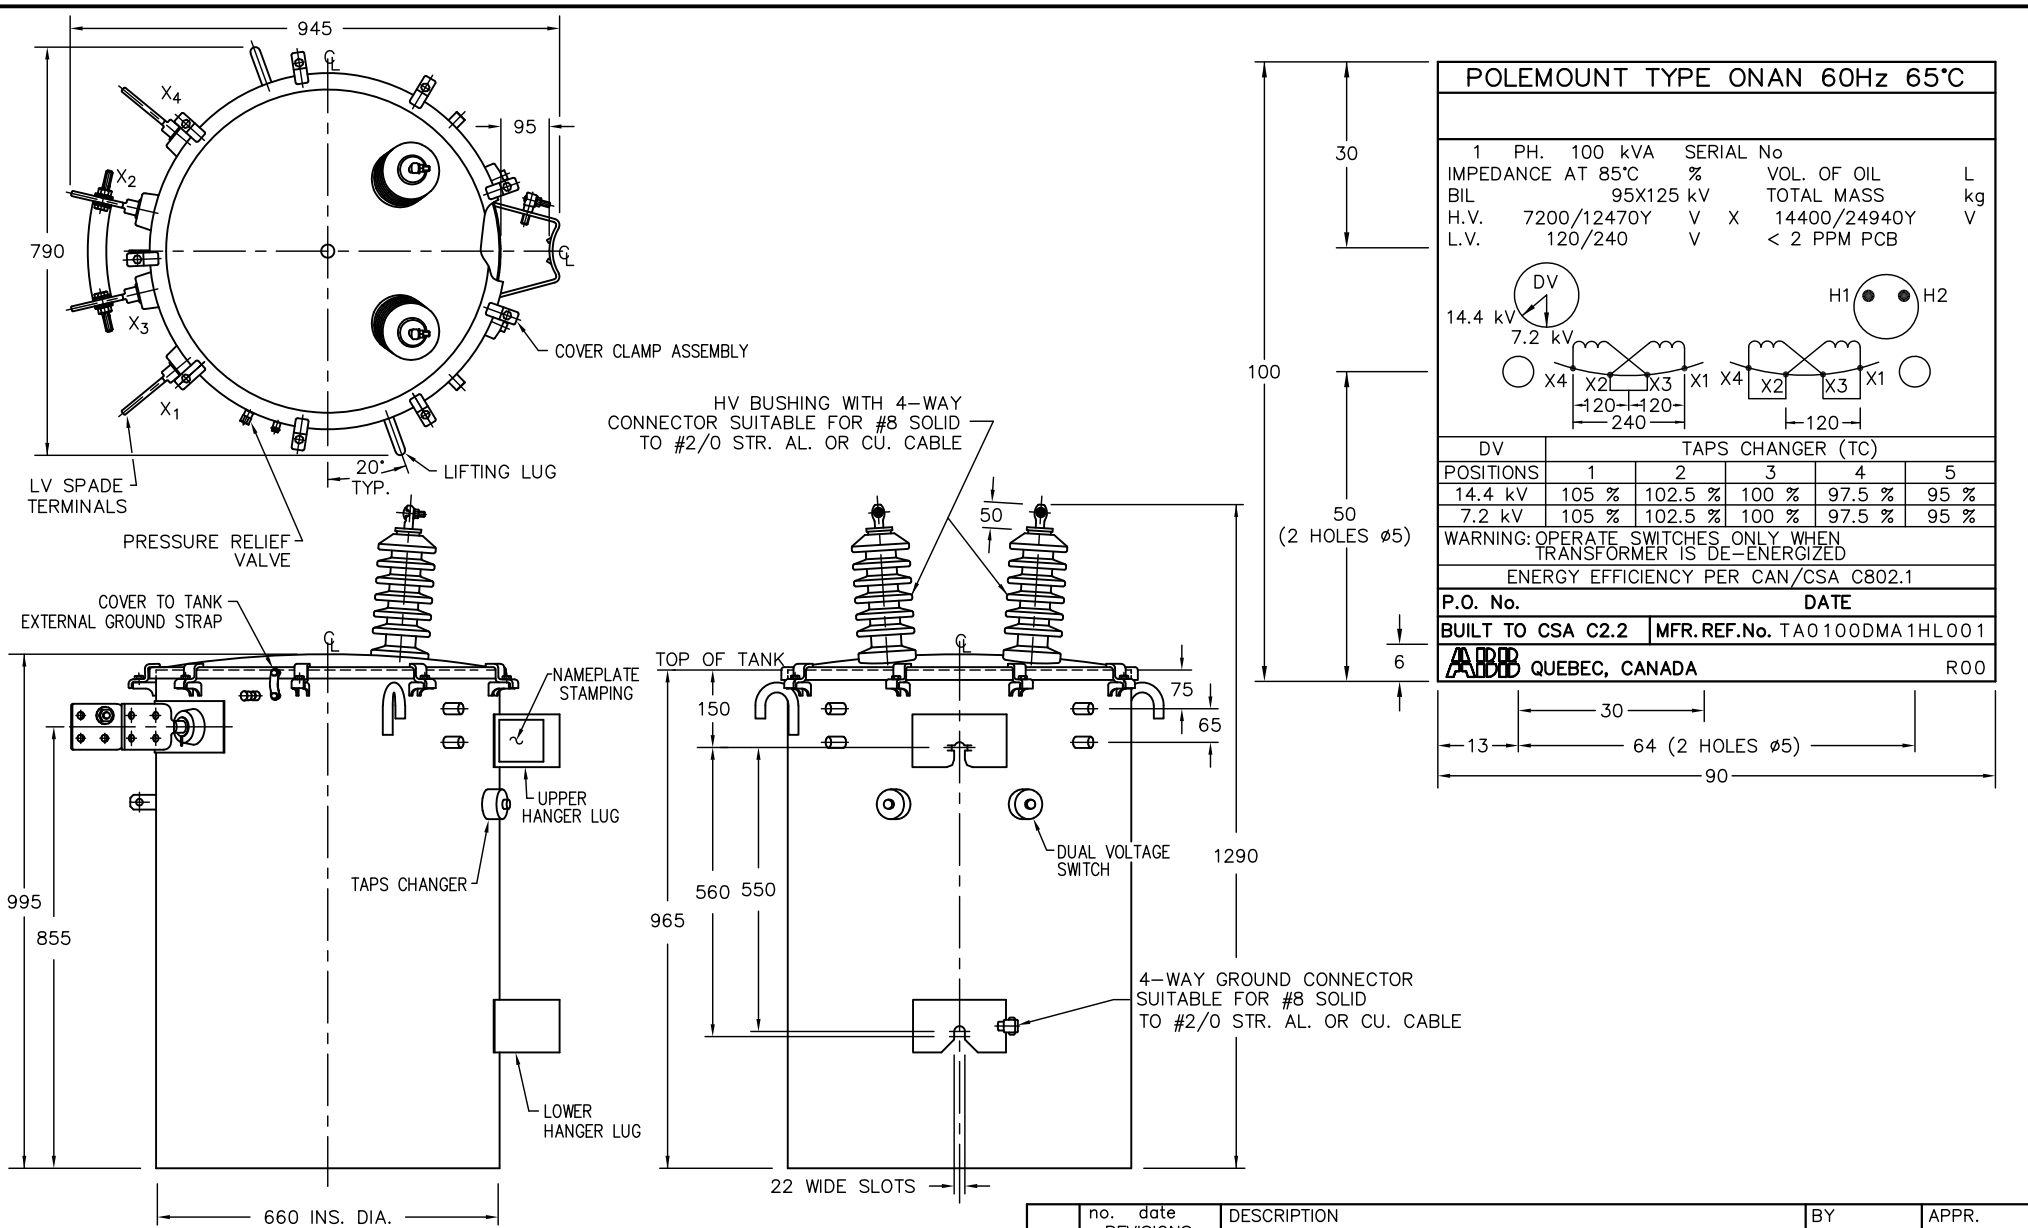 945
790
95
℄
℄
X4
X2
X3
X1
COVER CLAMP ASSEMBLY
20°
TYP.
LIFTING LUG
LV SPADE
TERMINALS
PRESSURE RELIEF
VALVE
HV BUSHING WITH 4-WAY
CONNECTOR SUITABLE FOR #8 SOLID
TO #2/0 STR. AL. OR CU. CABLE
COVER TO TANK
EXTERNAL GROUND STRAP
℄
NAMEPLATE
STAMPING
UPPER
HANGER LUG
TAPS CHANGER
LOWER
HANGER LUG
995
855
660 INS. DIA.
TOP OF TANK
℄
50
75
65
150
560
550
965
1290
DUAL VOLTAGE
SWITCH
4-WAY GROUND CONNECTOR
SUITABLE FOR #8 SOLID
TO #2/0 STR. AL. OR CU. CABLE
22 WIDE SLOTS
100
30
50
(2 HOLES ø5)
6
POLEMOUNT TYPE ONAN 60Hz 65°C
1 PH. 100 kVA SERIAL No
IMPEDANCE AT 85°C % VOL. OF OIL L
BIL 95X125 kV TOTAL MASS kg
H.V. 7200/12470Y V X 14400/24940Y V
L.V. 120/240 V < 2 PPM PCB
DV
14.4 kV
7.2 kV
H1 H2
X4 X2 X3 X1
120 120
240
X4 X2 X3 X1
120
DV TAPS CHANGER (TC)
POSITIONS 1 2 3 4 5
14.4 kV 105 % 102.5 % 100 % 97.5 % 95 %
7.2 kV 105 % 102.5 % 100 % 97.5 % 95 %
WARNING: OPERATE SWITCHES ONLY WHEN
TRANSFORMER IS DE-ENERGIZED
ENERGY EFFICIENCY PER CAN/CSA C802.1
P.O. No. DATE
BUILT TO CSA C2.2 MFR.REF.No. TA0100DMA1HL001
ABB QUEBEC, CANADA R00
30
13
64 (2 HOLES ø5)
90
no. date DESCRIPTION BY APPR.
REVISIONS